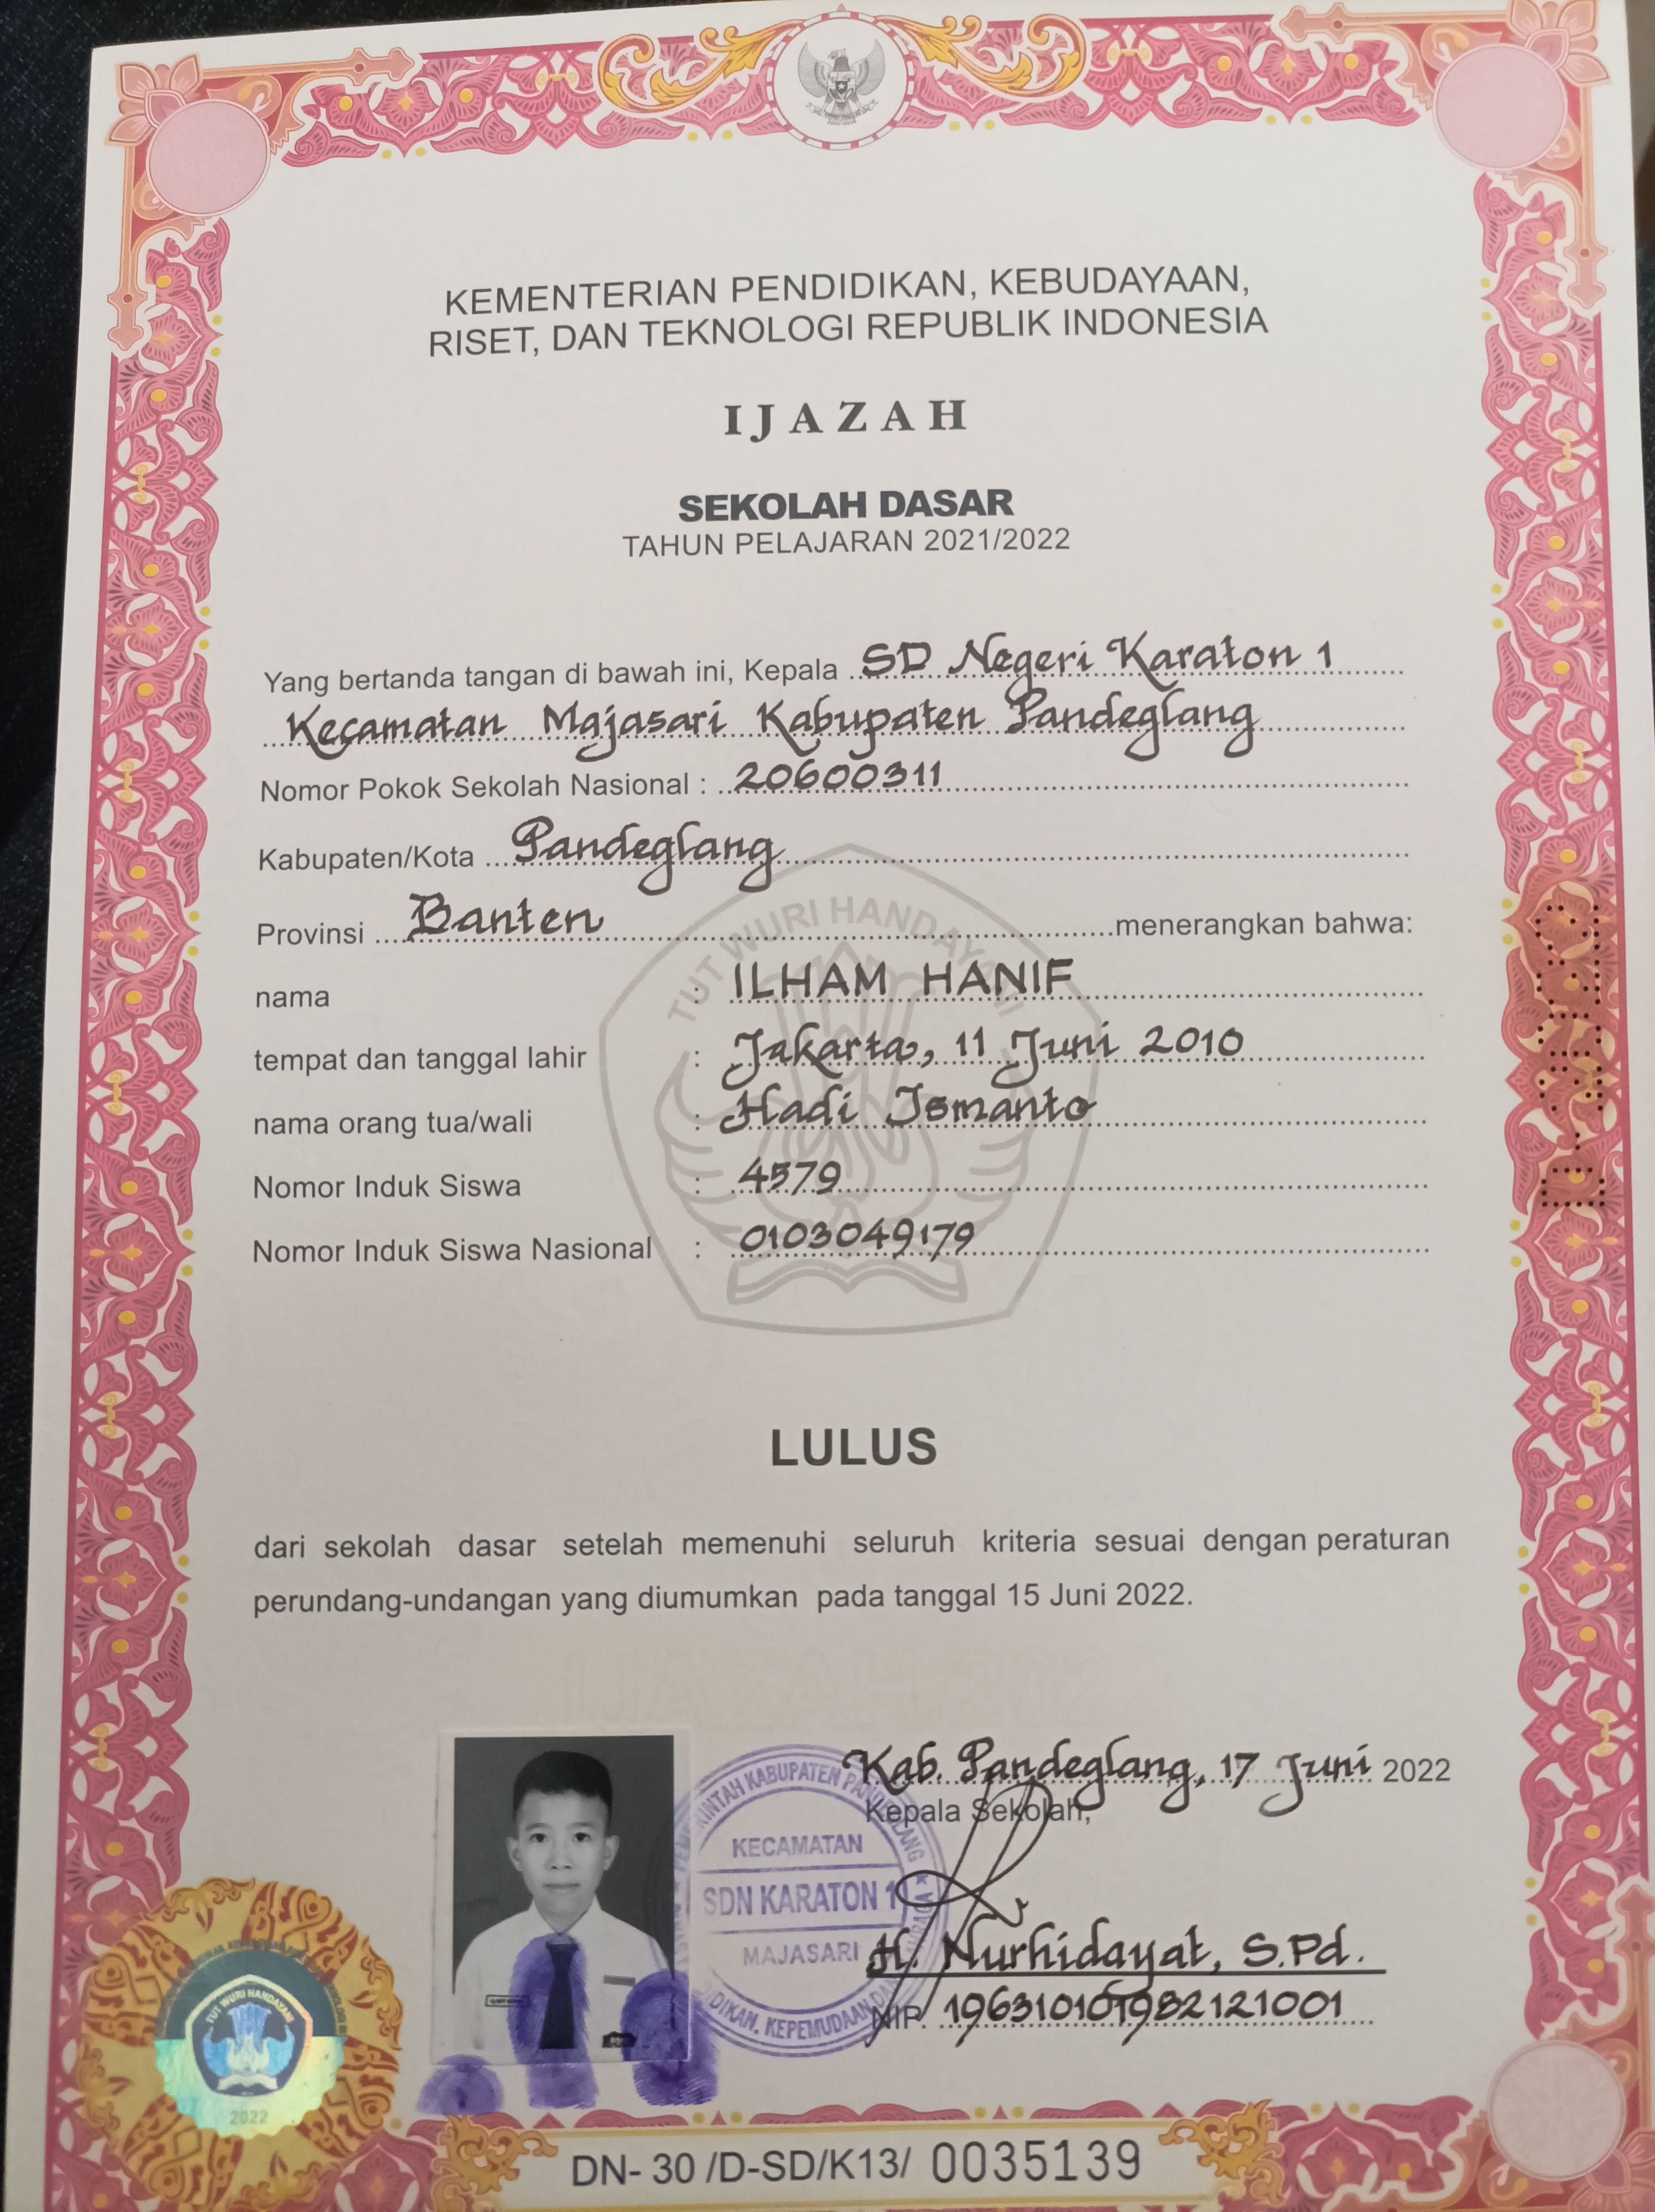 KEMENTERIAN PENDIDIKAN, KEBUDAYAAN,
RISET, DAN TEKNOLOGI REPUBLIK INDONESIA
IJAZAH
SEKOLAH DASAR
TAHUN PELAJARAN 2021/2022
Yang bertanda tangan di bawah ini, Kepala SD Negeri Karaton 1
Kecamatan Majasari Kabupaten Pandeglang
Nomor Pokok Sekolah Nasional : 20600311
Kabupaten/Kota Pandeglang
Provinsi Banten menerangkan bahwa:
nama : ILHAM HANIF
tempat dan tanggal lahir : Jakarta, 11 Juni 2010
nama orang tua/wali : Hadi Ismanto
Nomor Induk Siswa : 4579
Nomor Induk Siswa Nasional : 0103049179
TUT WURI HANDAYANI
LULUS
dari sekolah dasar setelah memenuhi seluruh kriteria sesuai dengan peraturan
perundang-undangan yang diumumkan pada tanggal 15 Juni 2022.
Kab. Pandeglang, 17 Juni 2022
Kepala Sekolah,
KECAMATAN
SDN KARATON 1
MAJASARI
H. Nurhidayat, S.Pd.
NIP. 196310101982121001
TUT WURI HANDAYANI
2022
DN- 30 /D-SD/K13/ 0035139